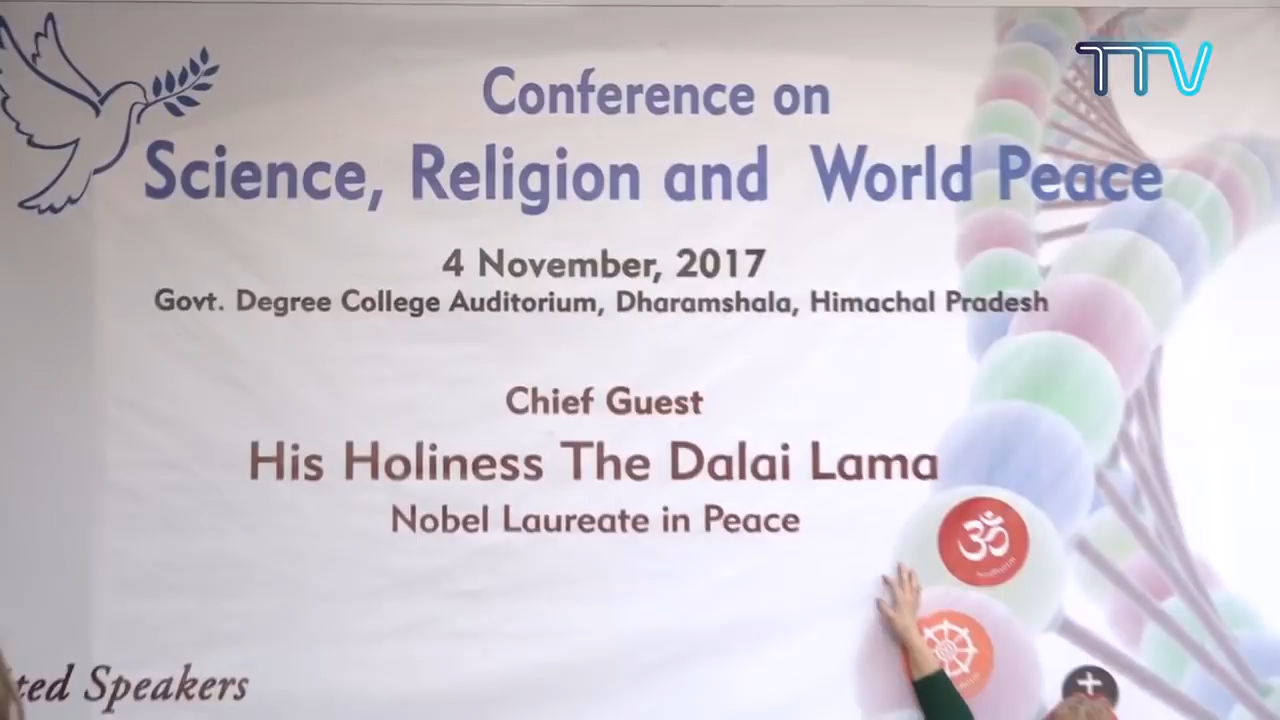 TTV
Conference on
Science, Religion and World Peace
4 November, 2017
Govt. Degree College Auditorium, Dharamshala, Himachal Pradesh
Chief Guest
His Holiness The Dalai Lama
Nobel Laureate in Peace
ॐ
Speakers